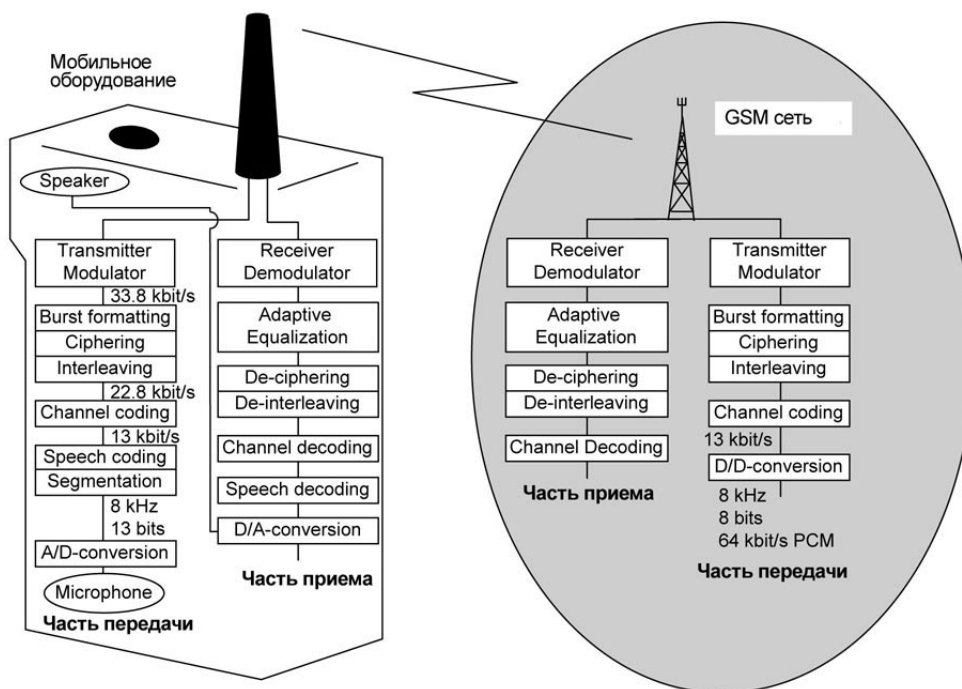 Мобильное
оборудование
Speaker
Transmitter
Modulator
33.8 kbit/s
Burst formatting
Ciphering
Interleaving
22.8 kbit/s
Channel coding
13 kbit/s
Speech coding
Segmentation
8 kHz
13 bits
A/D-conversion
Microphone
Часть передачи
Receiver
Demodulator
Adaptive
Equalization
De-ciphering
De-interleaving
Channel decoding
Speech decoding
D/A-conversion
Часть приема
GSM сеть
Receiver
Demodulator
Adaptive
Equalization
De-ciphering
De-interleaving
Channel Decoding
Часть приема
Transmitter
Modulator
Burst formatting
Ciphering
Interleaving
Channel coding
13 kbit/s
D/D-conversion
8 kHz
8 bits
64 kbit/s PCM
Часть передачи